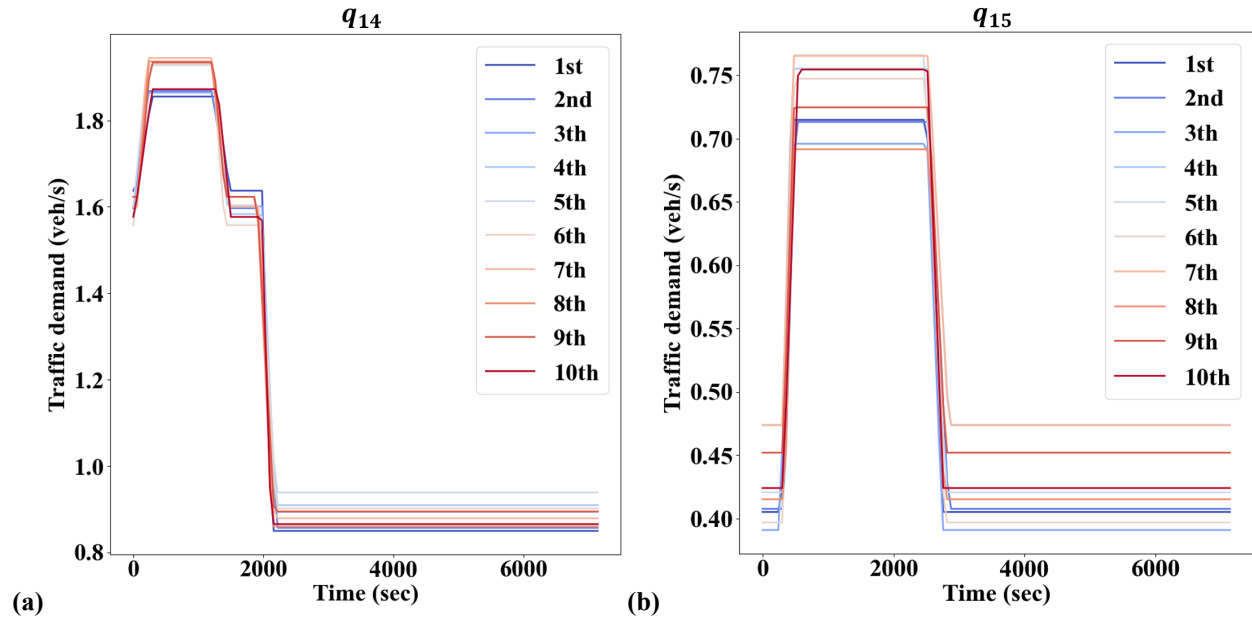 q14
Traffic demand (veh/s)
1.8
1.6
1.4
1.2
1.0
0.8
0
2000
4000
6000
Time (sec)
1st
2nd
3th
4th
5th
6th
7th
8th
9th
10th
(a)
q15
Traffic demand (veh/s)
0.75
0.70
0.65
0.60
0.55
0.50
0.45
0.40
0
2000
4000
6000
Time (sec)
1st
2nd
3th
4th
5th
6th
7th
8th
9th
10th
(b)